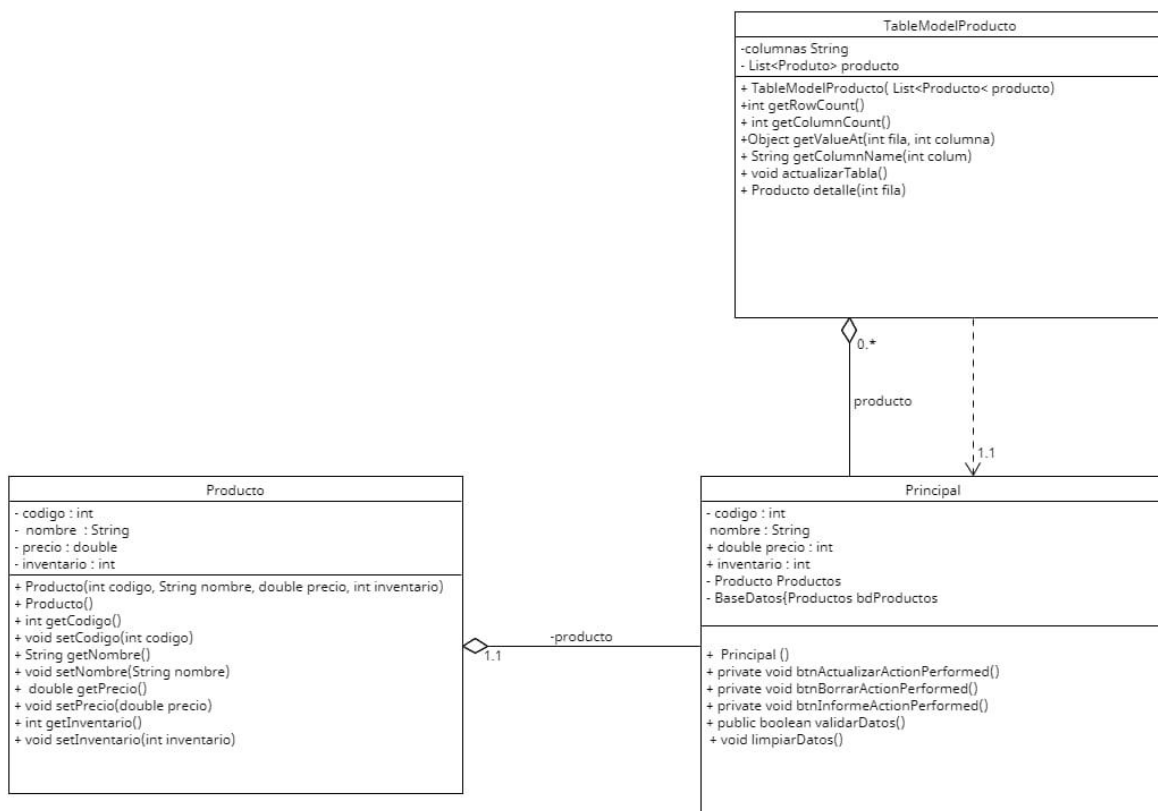 TableModelProducto
-columnas String
- List<Produto> producto
+ TableModelProducto( List<Producto< producto)
+int getRowCount()
+ int getColumnCount()
+Object getValueAt(int fila, int columna)
+ String getColumnName(int colum)
+ void actualizarTabla()
+ Producto detalle(int fila)
0.*
producto
1.1
Producto
- codigo : int
- nombre : String
- precio : double
- inventario : int
+ Producto(int codigo, String nombre, double precio, int inventario)
+ Producto()
+ int getCodigo()
+ void setCodigo(int codigo)
+ String getNombre()
+ void setNombre(String nombre)
+ double getPrecio()
+ void setPrecio(double precio)
+ int getInventario()
+ void setInventario(int inventario)
-producto
1.1
Principal
- codigo : int
nombre : String
+ double precio : int
+ inventario : int
- Producto Productos
- BaseDatos{Productos bdProductos
+ Principal ()
+ private void btnActualizarActionPerformed()
+ private void btnBorrarActionPerformed()
+ private void btnInformeActionPerformed()
+ public boolean validarDatos()
+ void limpiarDatos()